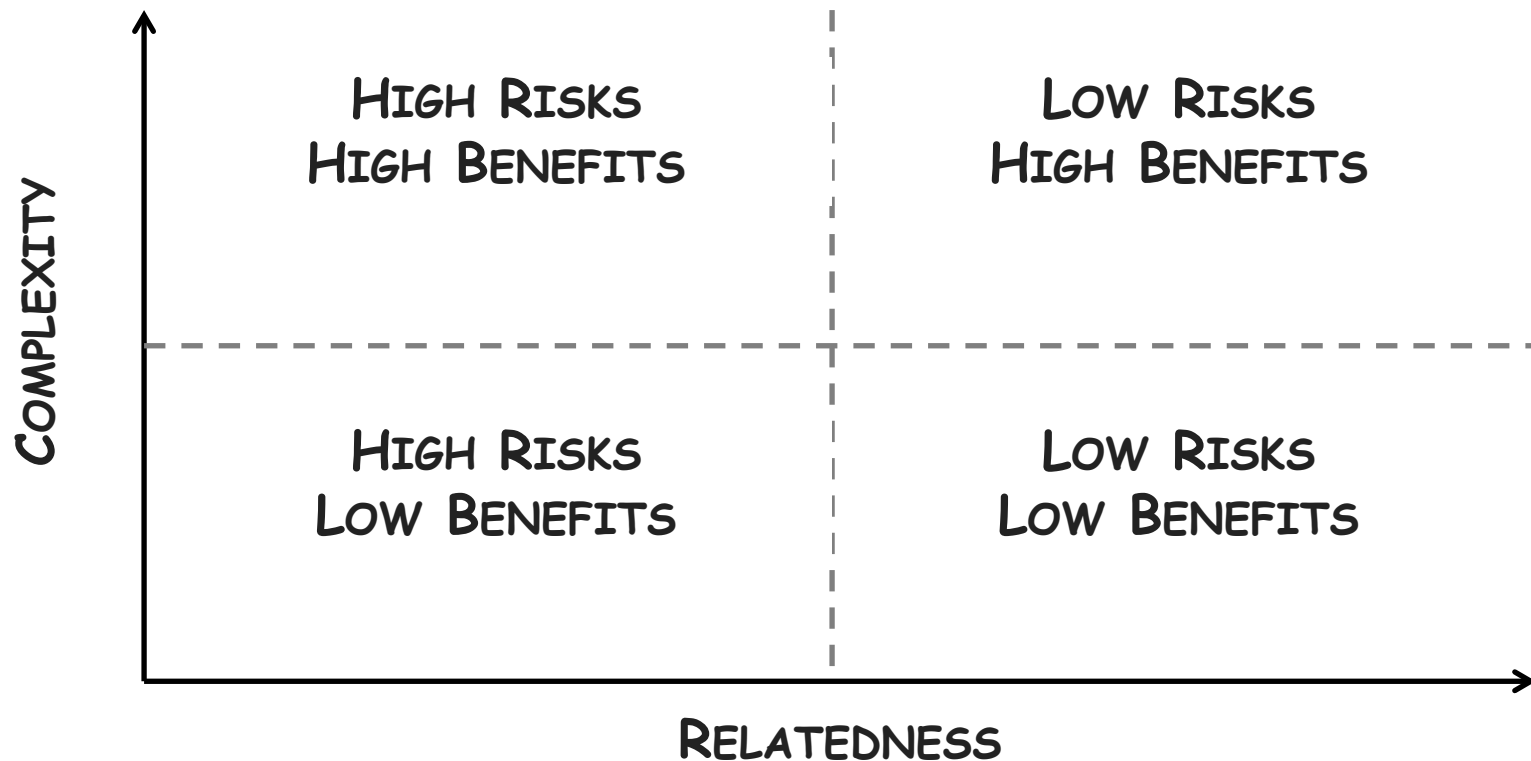 High Risks
High Benefits
Low Risks
High Benefits
Complexity
High Risks
Low Benefits
Low Risks
Low Benefits
Relatedness